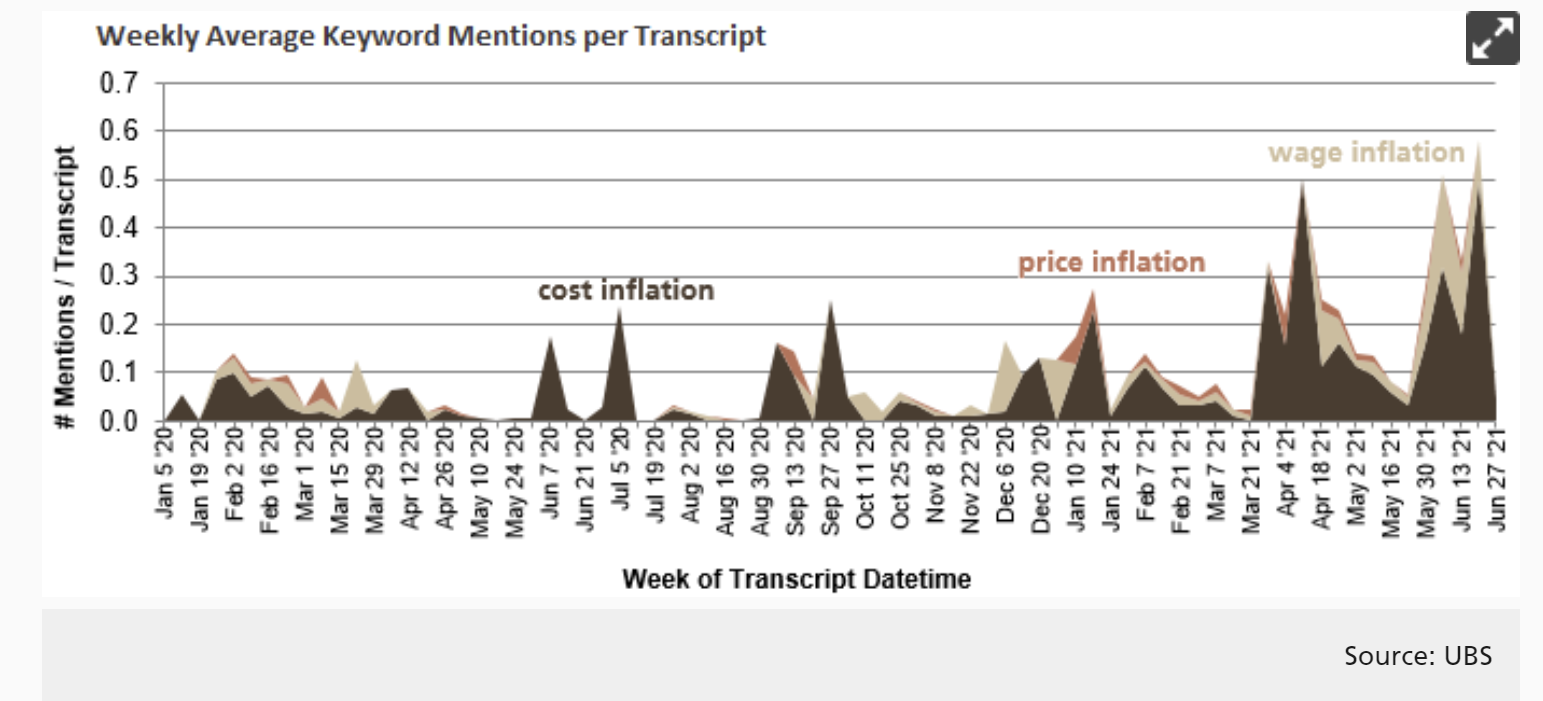 Weekly Average Keyword Mentions per Transcript
0.7
0.6
0.5
0.4
0.3
0.2
0.1
0.0
# Mentions / Transcript
wage inflation
price inflation
cost inflation
Jan 5 '20
Jan 19 '20
Feb 2 '20
Feb 16 '20
Mar 1 '20
Mar 15 '20
Mar 29 '20
Apr 12 '20
Apr 26 '20
May 10 '20
May 24 '20
Jun 7 '20
Jun 21 '20
Jul 5 '20
Jul 19 '20
Aug 2 '20
Aug 16 '20
Aug 30 '20
Sep 13 '20
Sep 27 '20
Oct 11 '20
Oct 25 '20
Nov 8 '20
Nov 22 '20
Dec 6 '20
Dec 20 '20
Jan 10 '21
Jan 24 '21
Feb 7 '21
Feb 21 '21
Mar 7 '21
Mar 21 '21
Apr 4 '21
Apr 18 '21
May 2 '21
May 16 '21
May 30 '21
Jun 13 '21
Jun 27 '21
Week of Transcript Datetime
Source: UBS